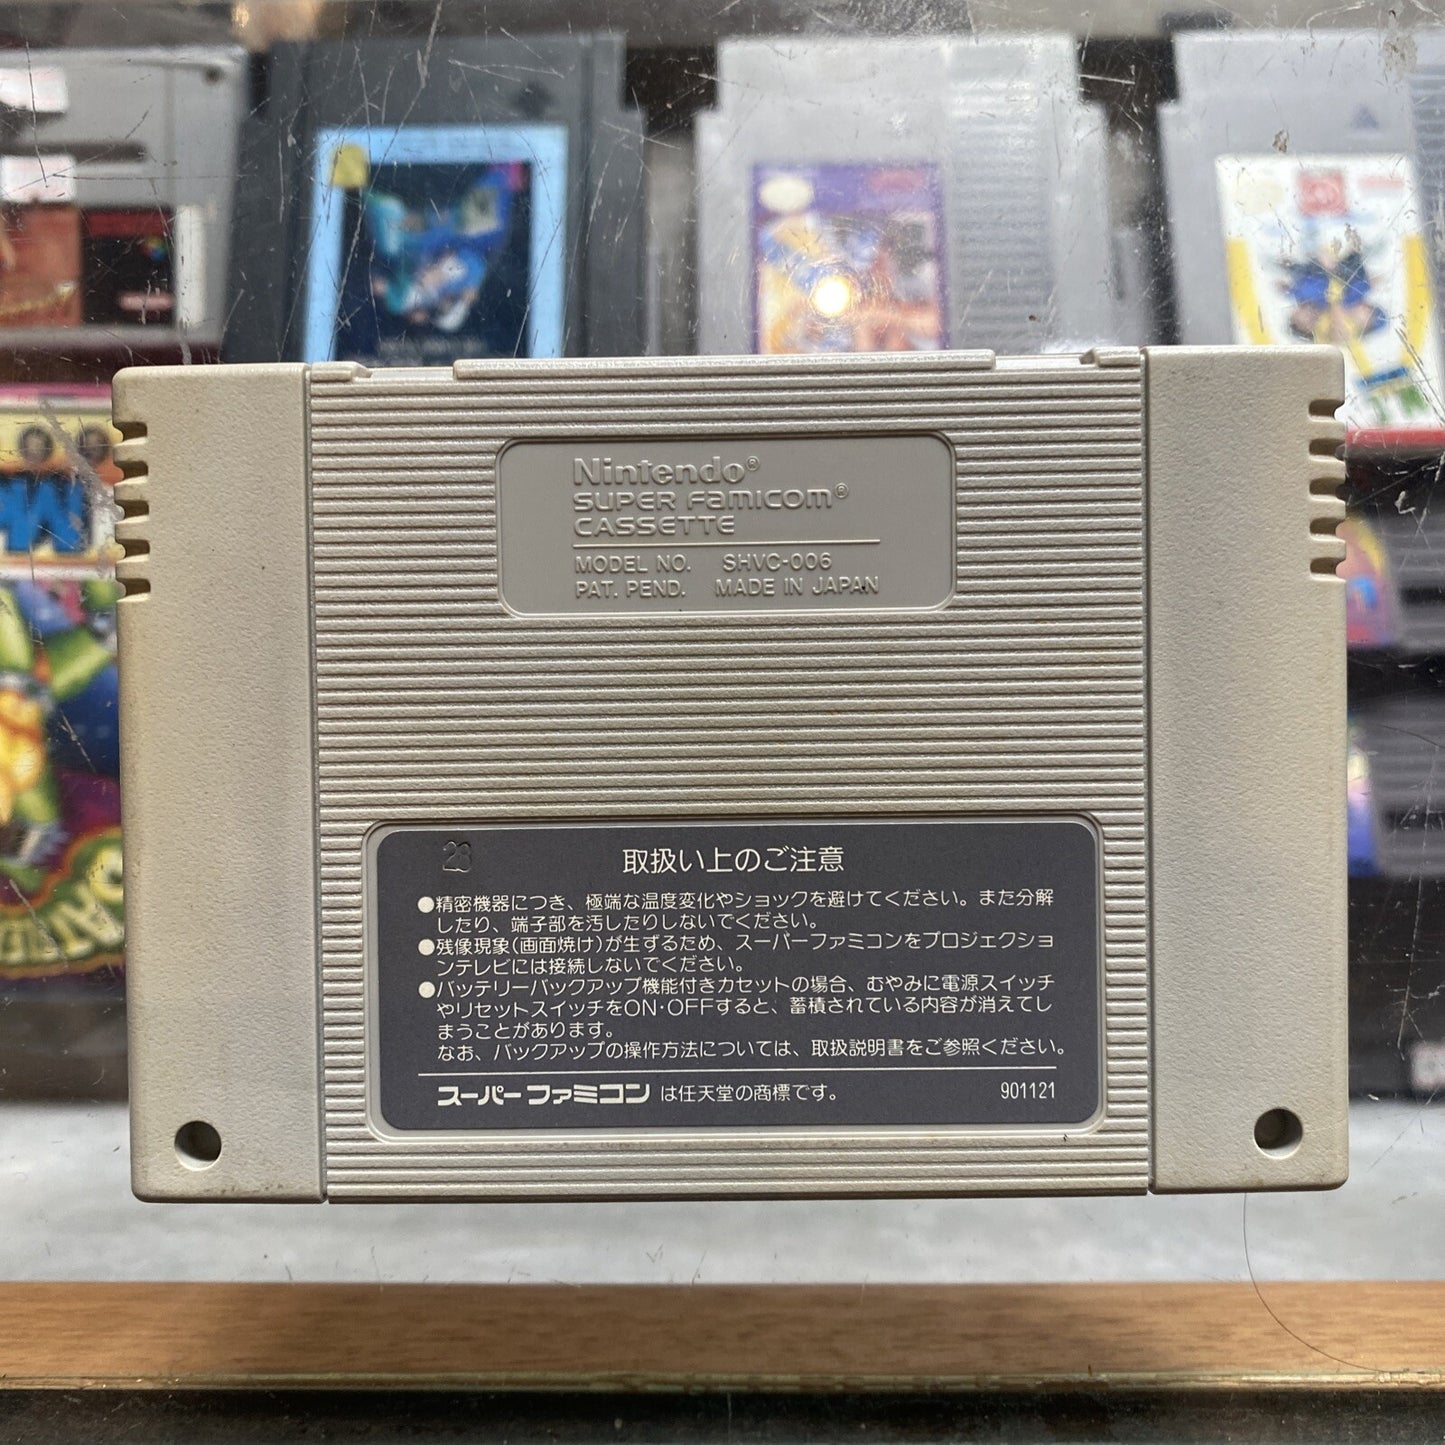 Nintendo®
SUPER FAMICOM®
CASSETTE
MODEL NO. SHVC-006
PAT. PEND. MADE IN JAPAN
23
取扱い上のご注意
●精密機器につき、極端な温度変化やショックを避けてください。また分解
したり、端子部を汚したりしないでください。
●残像現象(画面焼け)が生ずるため、スーパーファミコンをプロジェクショ
ンテレビには接続しないでください。
●バッテリーバックアップ機能付きカセットの場合、むやみに電源スイッチ
やリセットスイッチをON・OFFすると、蓄積されている内容が消えてし
まうことがあります。
なお、バックアップの操作方法については、取扱説明書をご参照ください。
スーパーファミコン は任天堂の商標です。 901121